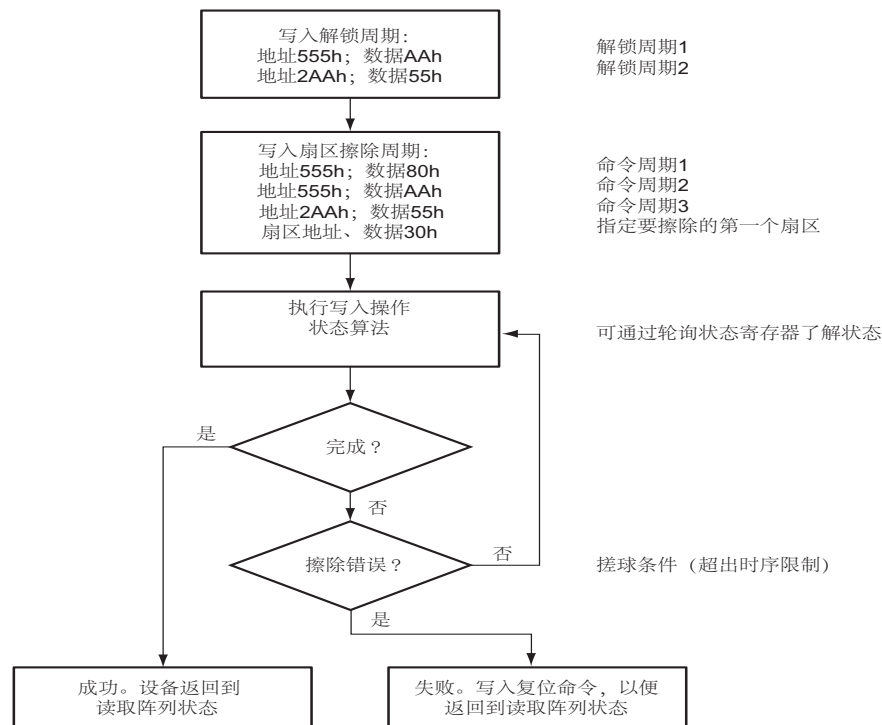 写入解锁周期:
地址555h; 数据AAh
地址2AAh; 数据55h
解锁周期1
解锁周期2
写入扇区擦除周期:
地址555h; 数据80h
地址555h; 数据AAh
地址2AAh; 数据55h
扇区地址、数据30h
命令周期1
命令周期2
命令周期3
指定要擦除的第一个扇区
执行写入操作
状态算法
可通过轮询状态寄存器了解状态
完成?
是
否
擦除错误?
否
搓球条件 (超出时序限制)
是
成功。设备返回到
读取阵列状态
失败。写入复位命令, 以便
返回到读取阵列状态